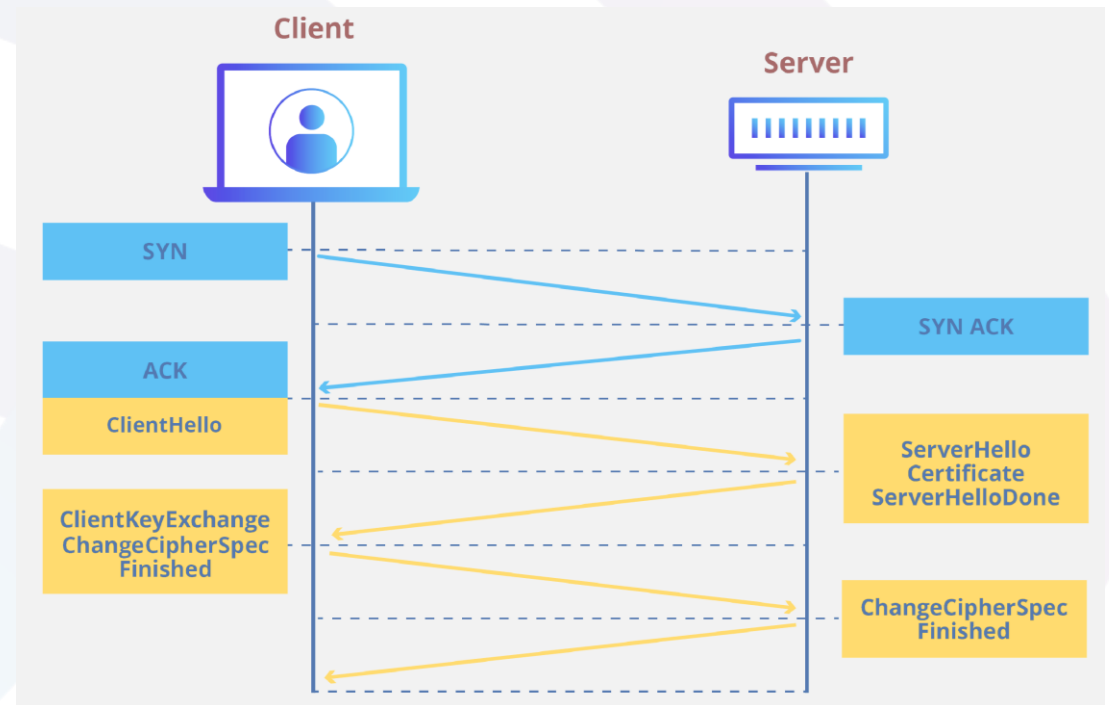 Client
Server
SYN
SYN ACK
ACK
ClientHello
ServerHello
Certificate
ServerHelloDone
ClientKeyExchange
ChangeCipherSpec
Finished
ChangeCipherSpec
Finished